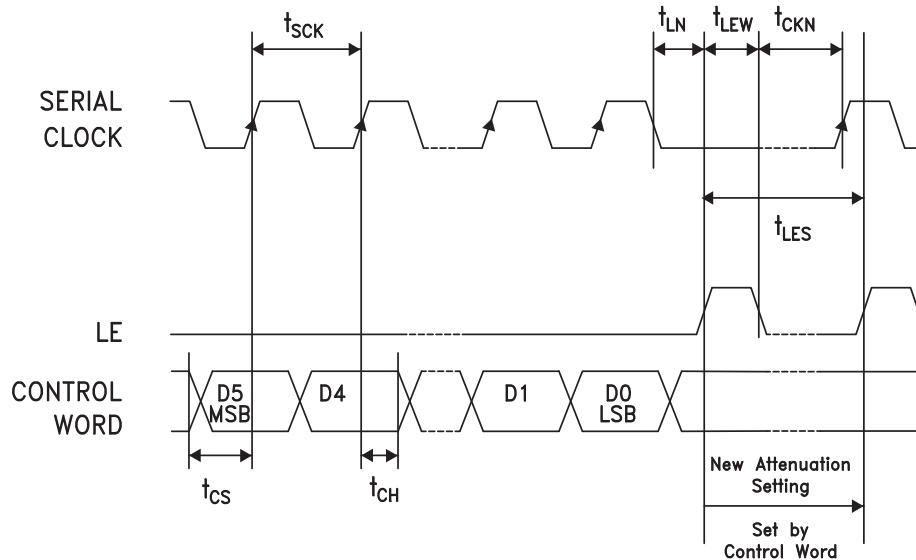 tSCK
tLN
tLEW
tCKN
SERIAL
CLOCK
tLES
LE
CONTROL
WORD
D5
MSB
D4
D1
D0
LSB
tCS
tCH
New Attenuation
Setting
Set by
Control Word